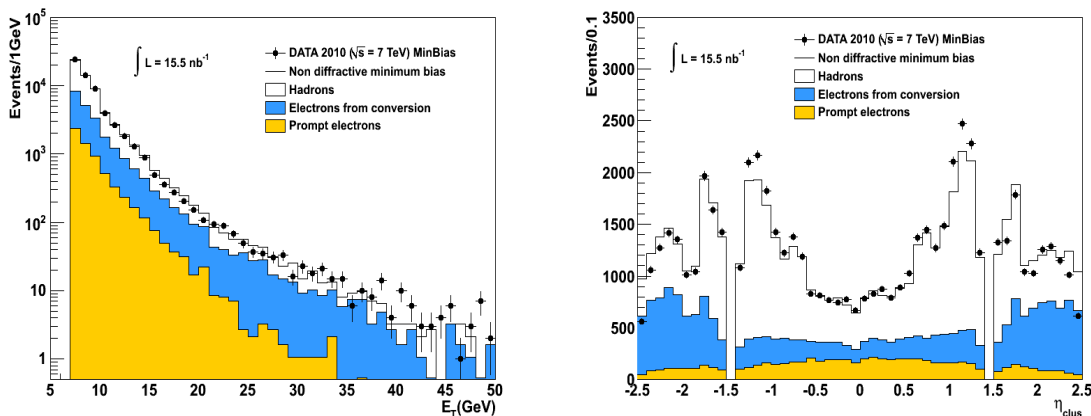 Events/1GeV
10^5
10^4
10^3
10^2
10
1
∫ L = 15.5 nb^-1
DATA 2010 (√s = 7 TeV) MinBias
Non diffractive minimum bias
Hadrons
Electrons from conversion
Prompt electrons
5 10 15 20 25 30 35 40 45 50
E_T(GeV)
Events/0.1
3500
3000
2500
2000
1500
1000
500
0
∫ L = 15.5 nb^-1
DATA 2010 (√s = 7 TeV) MinBias
Non diffractive minimum bias
Hadrons
Electrons from conversion
Prompt electrons
-2.5 -2 -1.5 -1 -0.5 0 0.5 1 1.5 2 2.5
η_clus